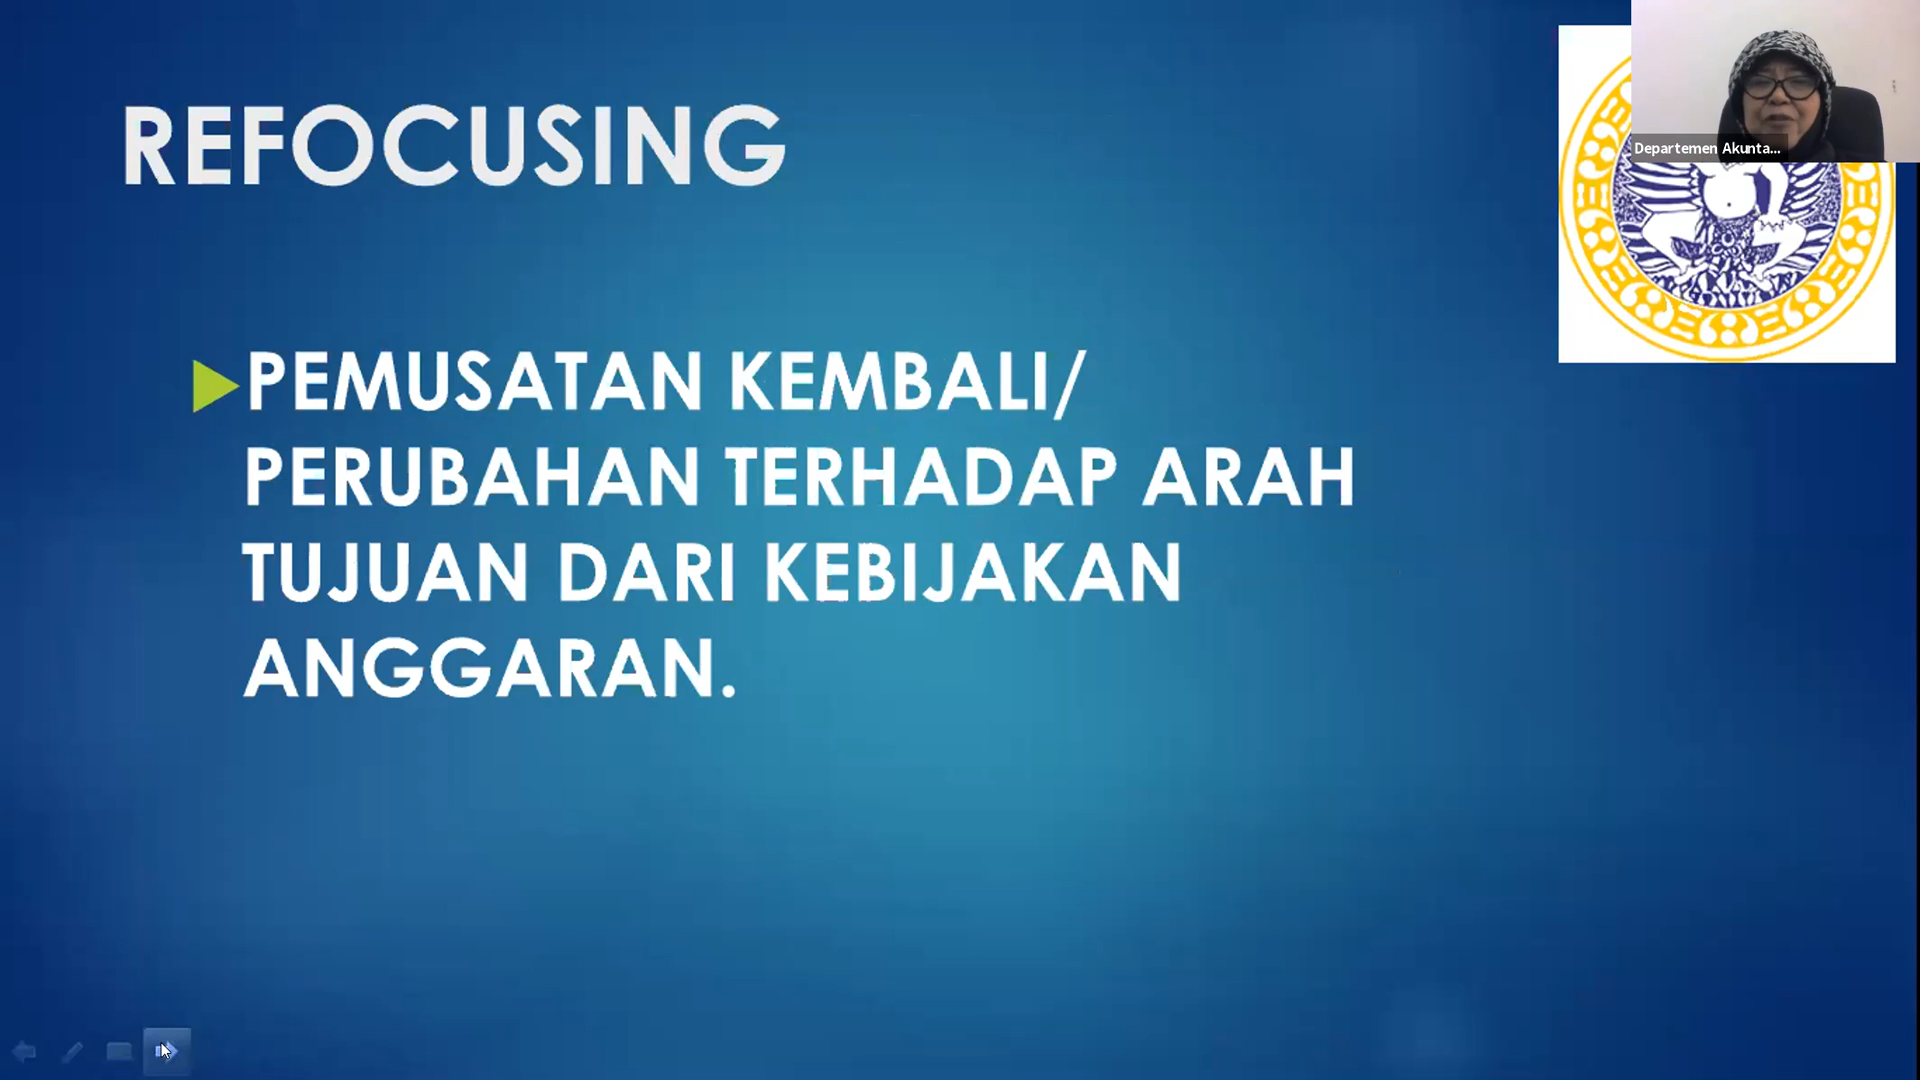 REFOCUSING
Departemen Akunta...
PEMUSATAN KEMBALI/
PERUBAHAN TERHADAP ARAH
TUJUAN DARI KEBIJAKAN
ANGGARAN.